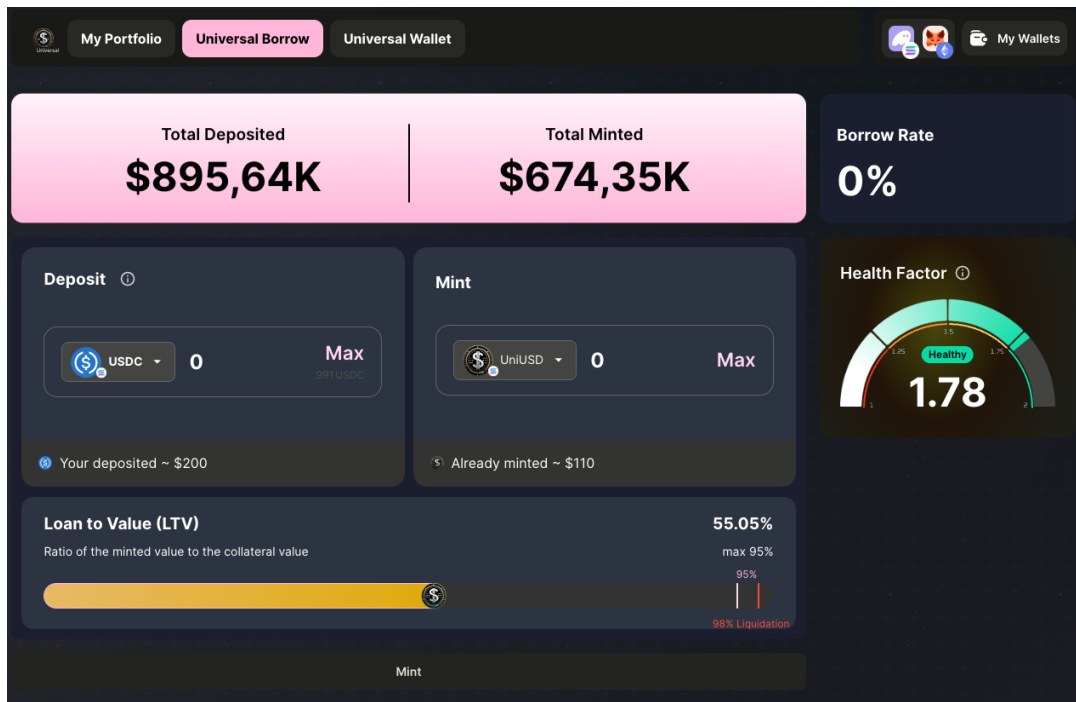 Universal
My Portfolio
Universal Borrow
Universal Wallet
My Wallets
Total Deposited
$895,64K
Total Minted
$674,35K
Borrow Rate
0%
Deposit
USDC
0
Max
991 USDC
Your deposited ~ $200
Mint
UniUSD
0
Max
Already minted ~ $110
Health Factor
1
1.25
1.5
1.75
2
Healthy
1.78
Loan to Value (LTV)
55.05%
Ratio of the minted value to the collateral value
max 95%
95%
98% Liquidation
Mint